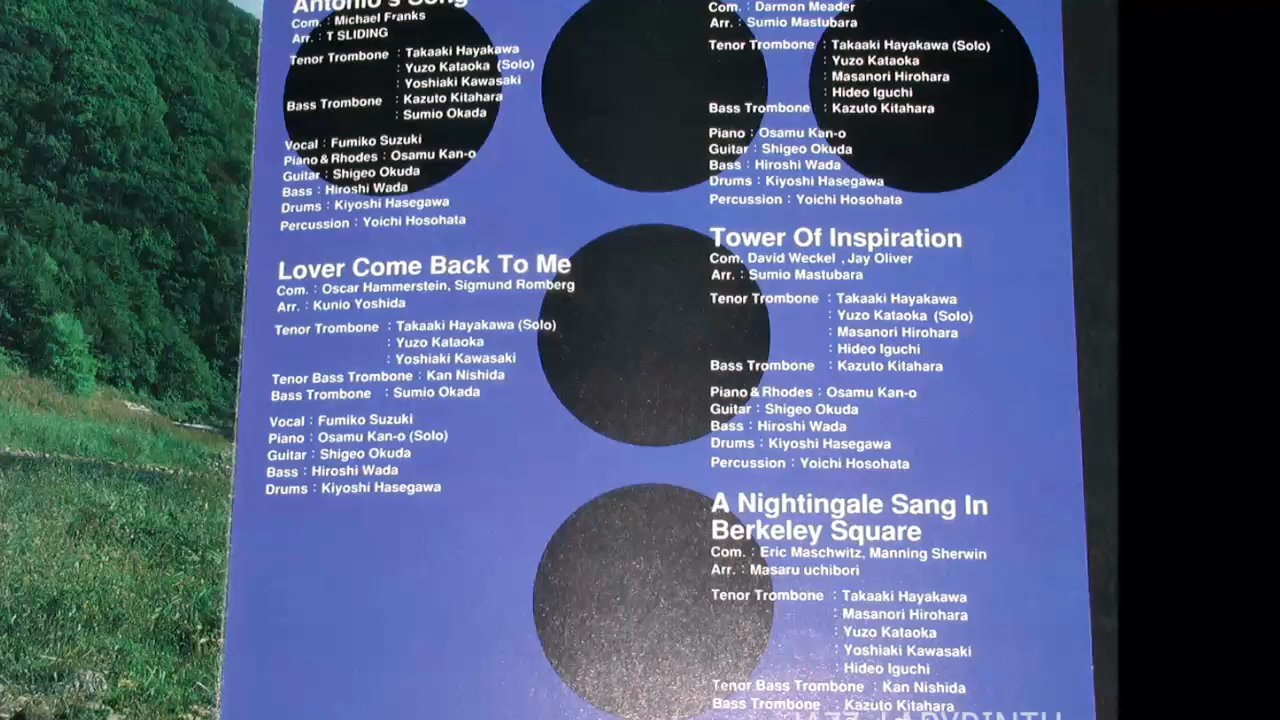 Antonio's Song
Com. : Michael Franks
Arr. : T SLIDING
Tenor Trombone : Takaaki Hayakawa
: Yuzo Kataoka (Solo)
: Yoshiaki Kawasaki
Bass Trombone : Kazuto Kitahara
: Sumio Okada
Vocal : Fumiko Suzuki
Piano & Rhodes : Osamu Kan-o
Guitar : Shigeo Okuda
Bass : Hiroshi Wada
Drums : Kiyoshi Hasegawa
Percussion : Yoichi Hosohata
Lover Come Back To Me
Com. : Oscar Hammerstein, Sigmund Romberg
Arr. : Kunio Yoshida
Tenor Trombone : Takaaki Hayakawa (Solo)
: Yuzo Kataoka
: Yoshiaki Kawasaki
Tenor Bass Trombone : Kan Nishida
Bass Trombone : Sumio Okada
Vocal : Fumiko Suzuki
Piano : Osamu Kan-o (Solo)
Guitar : Shigeo Okuda
Bass : Hiroshi Wada
Drums : Kiyoshi Hasegawa
Com. : Darmon Meader
Arr. : Sumio Mastubara
Tenor Trombone : Takaaki Hayakawa (Solo)
: Yuzo Kataoka
: Masanori Hirohara
: Hideo Iguchi
Bass Trombone : Kazuto Kitahara
Piano : Osamu Kan-o
Guitar : Shigeo Okuda
Bass : Hiroshi Wada
Drums : Kiyoshi Hasegawa
Percussion : Yoichi Hosohata
Tower Of Inspiration
Com. David Weckel , Jay Oliver
Arr. : Sumio Mastubara
Tenor Trombone : Takaaki Hayakawa
: Yuzo Kataoka (Solo)
: Masanori Hirohara
: Hideo Iguchi
Bass Trombone : Kazuto Kitahara
Piano & Rhodes : Osamu Kan-o
Guitar : Shigeo Okuda
Bass : Hiroshi Wada
Drums : Kiyoshi Hasegawa
Percussion : Yoichi Hosohata
A Nightingale Sang In
Berkeley Square
Com. : Eric Maschwitz, Manning Sherwin
Arr. : Masaru uchibori
Tenor Trombone : Takaaki Hayakawa
: Masanori Hirohara
: Yuzo Kataoka
: Yoshiaki Kawasaki
: Hideo Iguchi
Tenor Bass Trombone : Kan Nishida
Bass Trombone : Kazuto Kitahara
JAZZ LABYRINTH